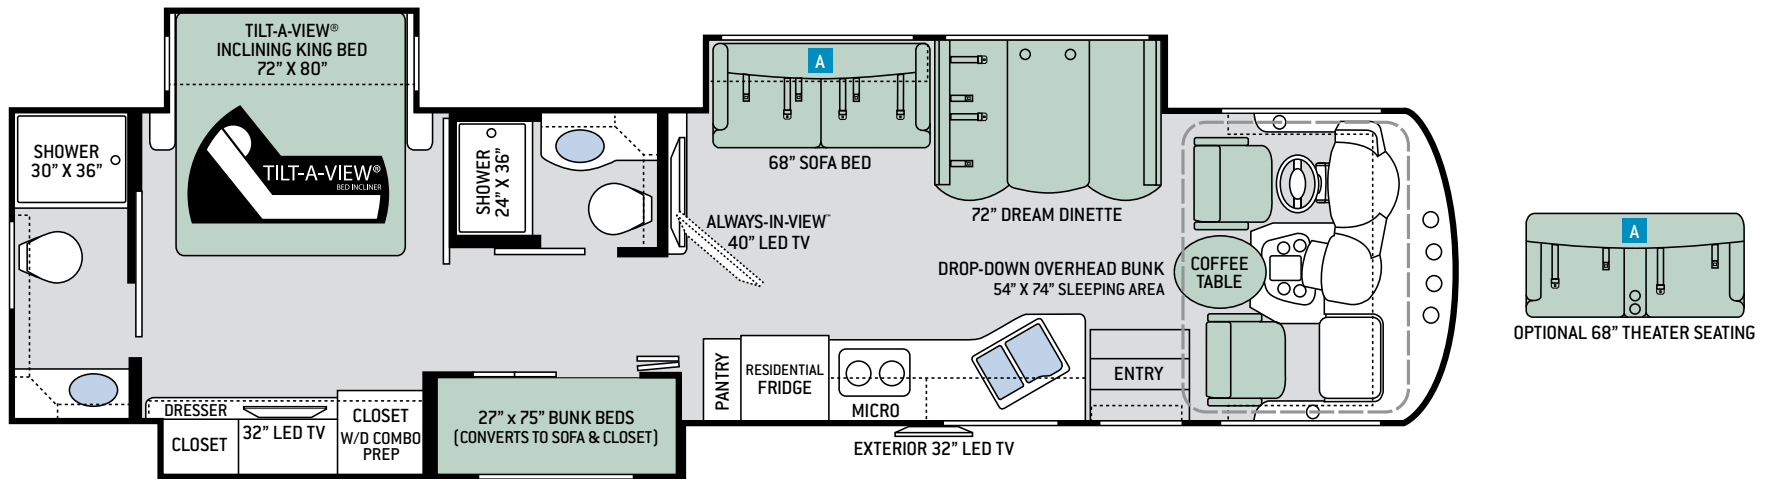 TILT-A-VIEW®
INCLINING KING BED
72” X 80”
SHOWER
30” X 36”
TILT-A-VIEW®
BED INCLINER
SHOWER
24” X 36”
A
68” SOFA BED
72” DREAM DINETTE
ALWAYS-IN-VIEW™
40” LED TV
DROP-DOWN OVERHEAD BUNK
54” X 74” SLEEPING AREA
COFFEE
TABLE
A
OPTIONAL 68” THEATER SEATING
DRESSER
CLOSET
32” LED TV
CLOSET
W/D COMBO
PREP
27” x 75” BUNK BEDS
(CONVERTS TO SOFA & CLOSET)
PANTRY
RESIDENTIAL
FRIDGE
MICRO
ENTRY
EXTERIOR 32” LED TV